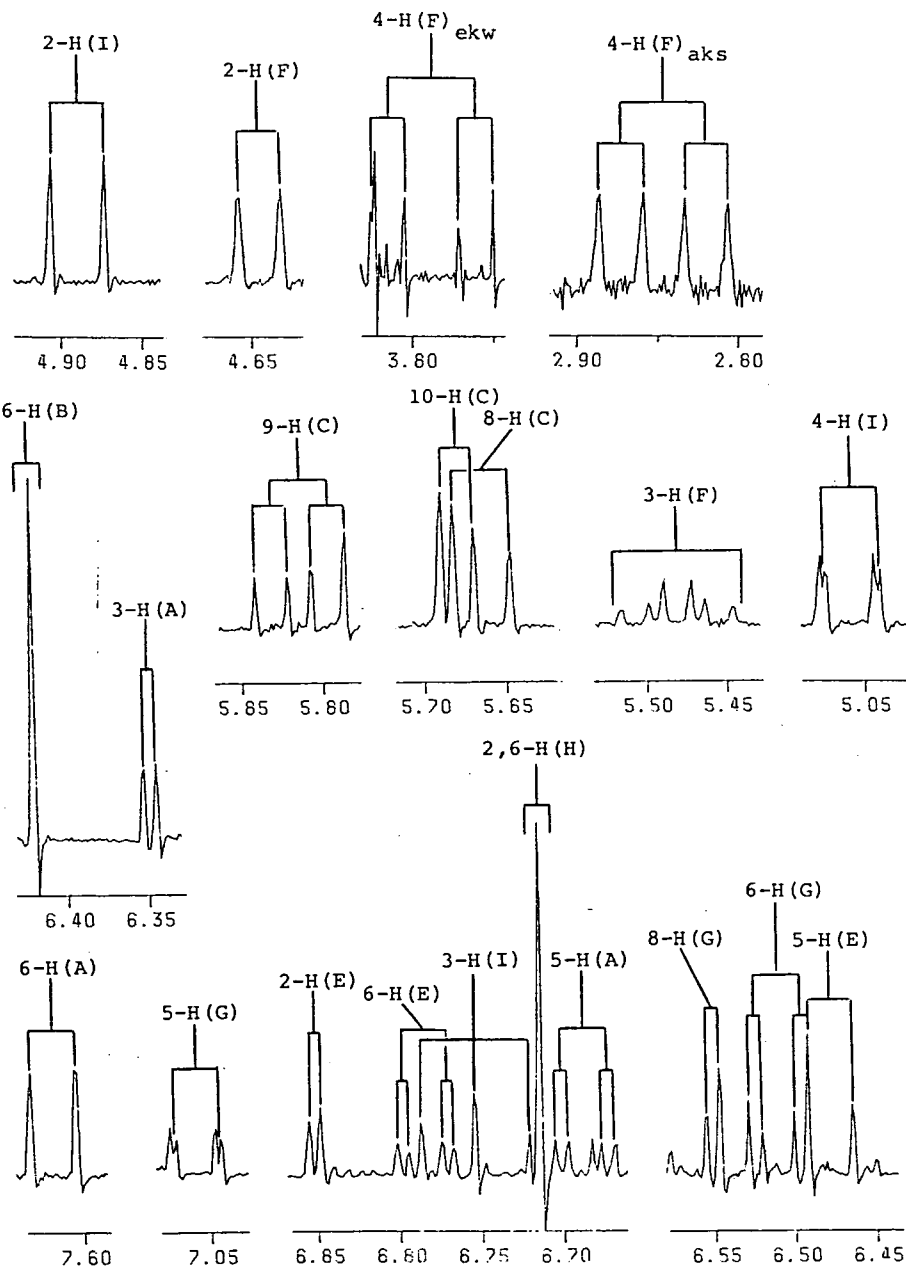 2-H(I)
2-H(F)
4-H(F)ekw
4-H(F)aks
4.90 4.85
4.65
3.80
2.90 2.80
6-H(B)
3-H(A)
9-H(C)
10-H(C)
8-H(C)
3-H(F)
4-H(I)
5.85 5.80
5.70 5.65
5.50 5.45
5.05
6.40 6.35
2,6-H(H)
6-H(A)
5-H(G)
2-H(E)
6-H(E)
3-H(I)
5-H(A)
8-H(G)
6-H(G)
5-H(E)
7.60
7.05
6.85 6.80 6.75 6.70
6.55 6.50 6.45